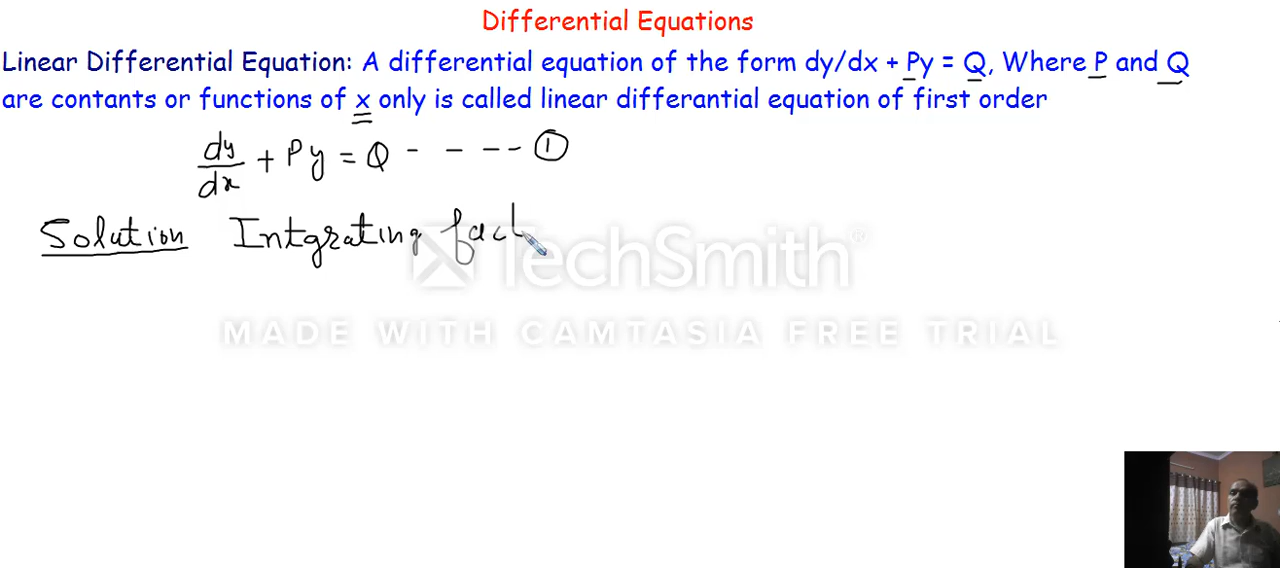 Differential Equations
Linear Differential Equation: A differential equation of the form dy/dx + Py = Q, Where P and Q
are contants or functions of x only is called linear differantial equation of first order
dy/dx + Py = Q - - - -- ①
Solution Intgrating fact
TechSmith®
MADE WITH CAMTASIA FREE TRIAL